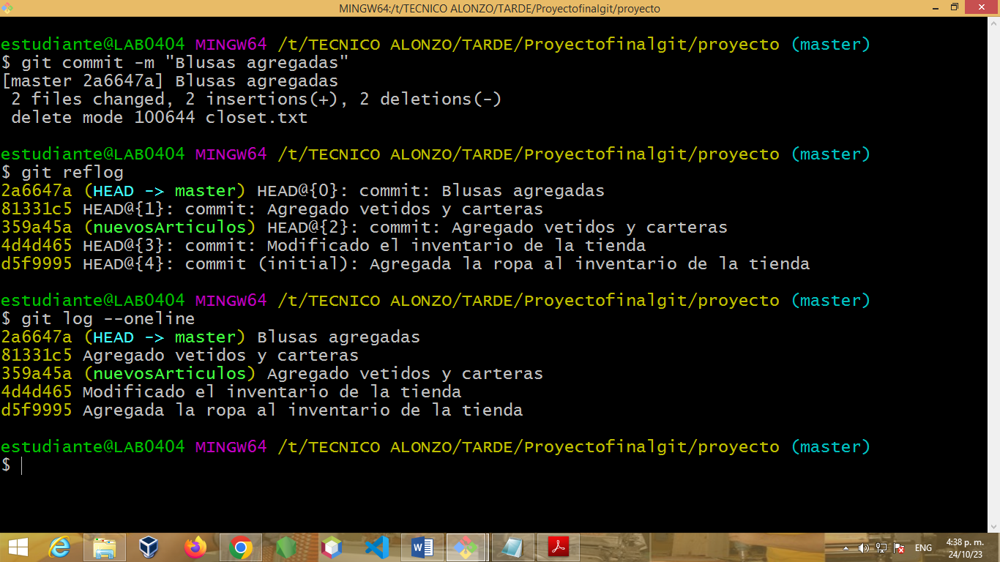 MINGW64:/t/TECNICO ALONZO/TARDE/Proyectofinalgit/proyecto
estudiante@LAB0404 MINGW64 /t/TECNICO ALONZO/TARDE/Proyectofinalgit/proyecto (master)
$ git commit -m "Blusas agregadas"
[master 2a6647a] Blusas agregadas
 2 files changed, 2 insertions(+), 2 deletions(-)
 delete mode 100644 closet.txt
estudiante@LAB0404 MINGW64 /t/TECNICO ALONZO/TARDE/Proyectofinalgit/proyecto (master)
$ git reflog
2a6647a (HEAD -> master) HEAD@{0}: commit: Blusas agregadas
81331c5 HEAD@{1}: commit: Agregado vetidos y carteras
359a45a (nuevosArticulos) HEAD@{2}: commit: Agregado vetidos y carteras
4d4d465 HEAD@{3}: commit: Modificado el inventario de la tienda
d5f9995 HEAD@{4}: commit (initial): Agregada la ropa al inventario de la tienda
estudiante@LAB0404 MINGW64 /t/TECNICO ALONZO/TARDE/Proyectofinalgit/proyecto (master)
$ git log --oneline
2a6647a (HEAD -> master) Blusas agregadas
81331c5 Agregado vetidos y carteras
359a45a (nuevosArticulos) Agregado vetidos y carteras
4d4d465 Modificado el inventario de la tienda
d5f9995 Agregada la ropa al inventario de la tienda
estudiante@LAB0404 MINGW64 /t/TECNICO ALONZO/TARDE/Proyectofinalgit/proyecto (master)
$
ENG
4:38 p. m.
24/10/23